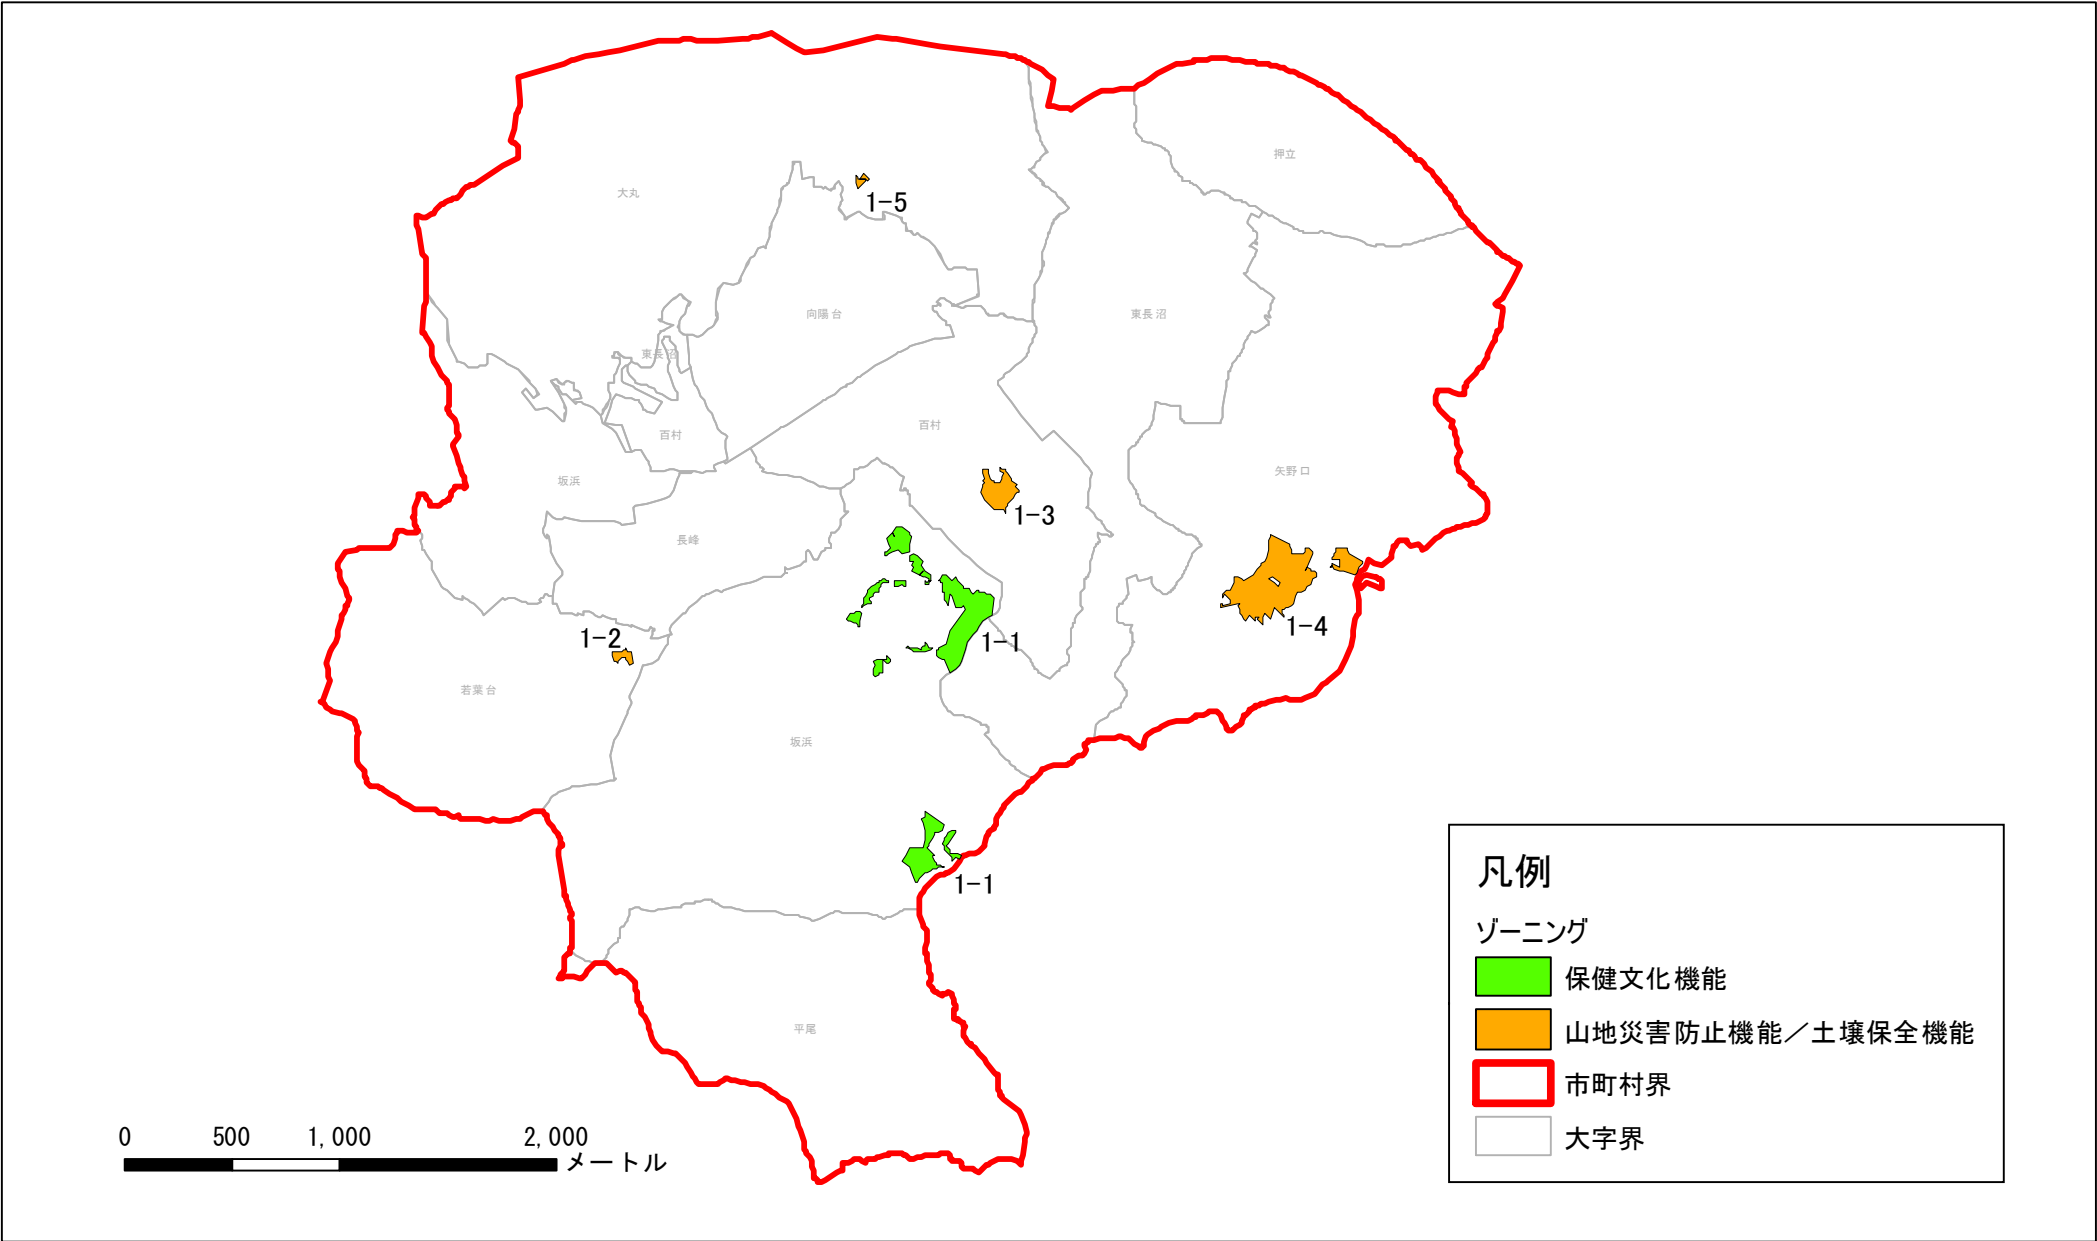 押立
大丸
1-5
向陽台
東長沼
東長沼
百村
百村
矢野口
坂浜
1-3
長峰
1-2
1-1
1-4
若葉台
坂浜
1-1
平尾
凡例
ゾーニング
保健文化機能
山地災害防止機能／土壌保全機能
市町村界
大字界
0 500 1,000 2,000
メートル